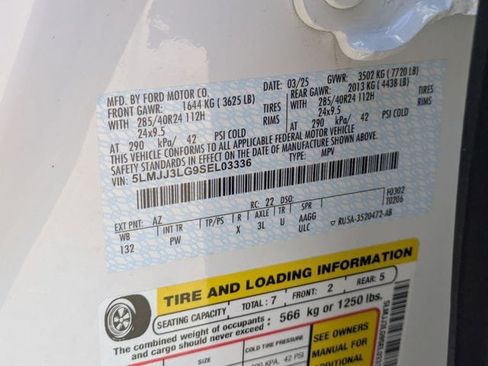 MFD. BY FORD MOTOR CO.
03/25 GVWR: 3502 KG (7720 LB)
FRONT GAWR: 1644 KG (3625 LB)
REAR GAWR: 2013 KG (4438 LB)
WITH 285/40R24 112H TIRES
WITH 285/40R24 112H TIRES
24x9.5 RIMS
24x9.5 RIMS
AT 290 kPa/ 42 PSI COLD
AT 290 kPa/ 42 PSI COLD
THIS VEHICLE CONFORMS TO ALL APPLICABLE FEDERAL MOTOR VEHICLE
SAFETY STANDARDS IN EFFECT ON THE DATE OF MANUFACTURE SHOWN ABOVE.
VIN: 5LMJJ3LG9SEL03336
TYPE: MPV
EXT PNT: AZ RC: 22 DSO: F0302
WB INT TR TP/PS R AXLE TR SPR T0206
132 PW X 3L U AAGG
ULC ▽ RU5A-3520472-AB
TIRE AND LOADING INFORMATION
SEATING CAPACITY TOTAL: 7 FRONT: 2 REAR: 5
The combined weight of occupants
and cargo should never exceed: 566 kg or 1250 lbs.
SIZE COLD TIRE PRESSURE SEE OWNERS
MANUAL FOR
ADDITIONAL